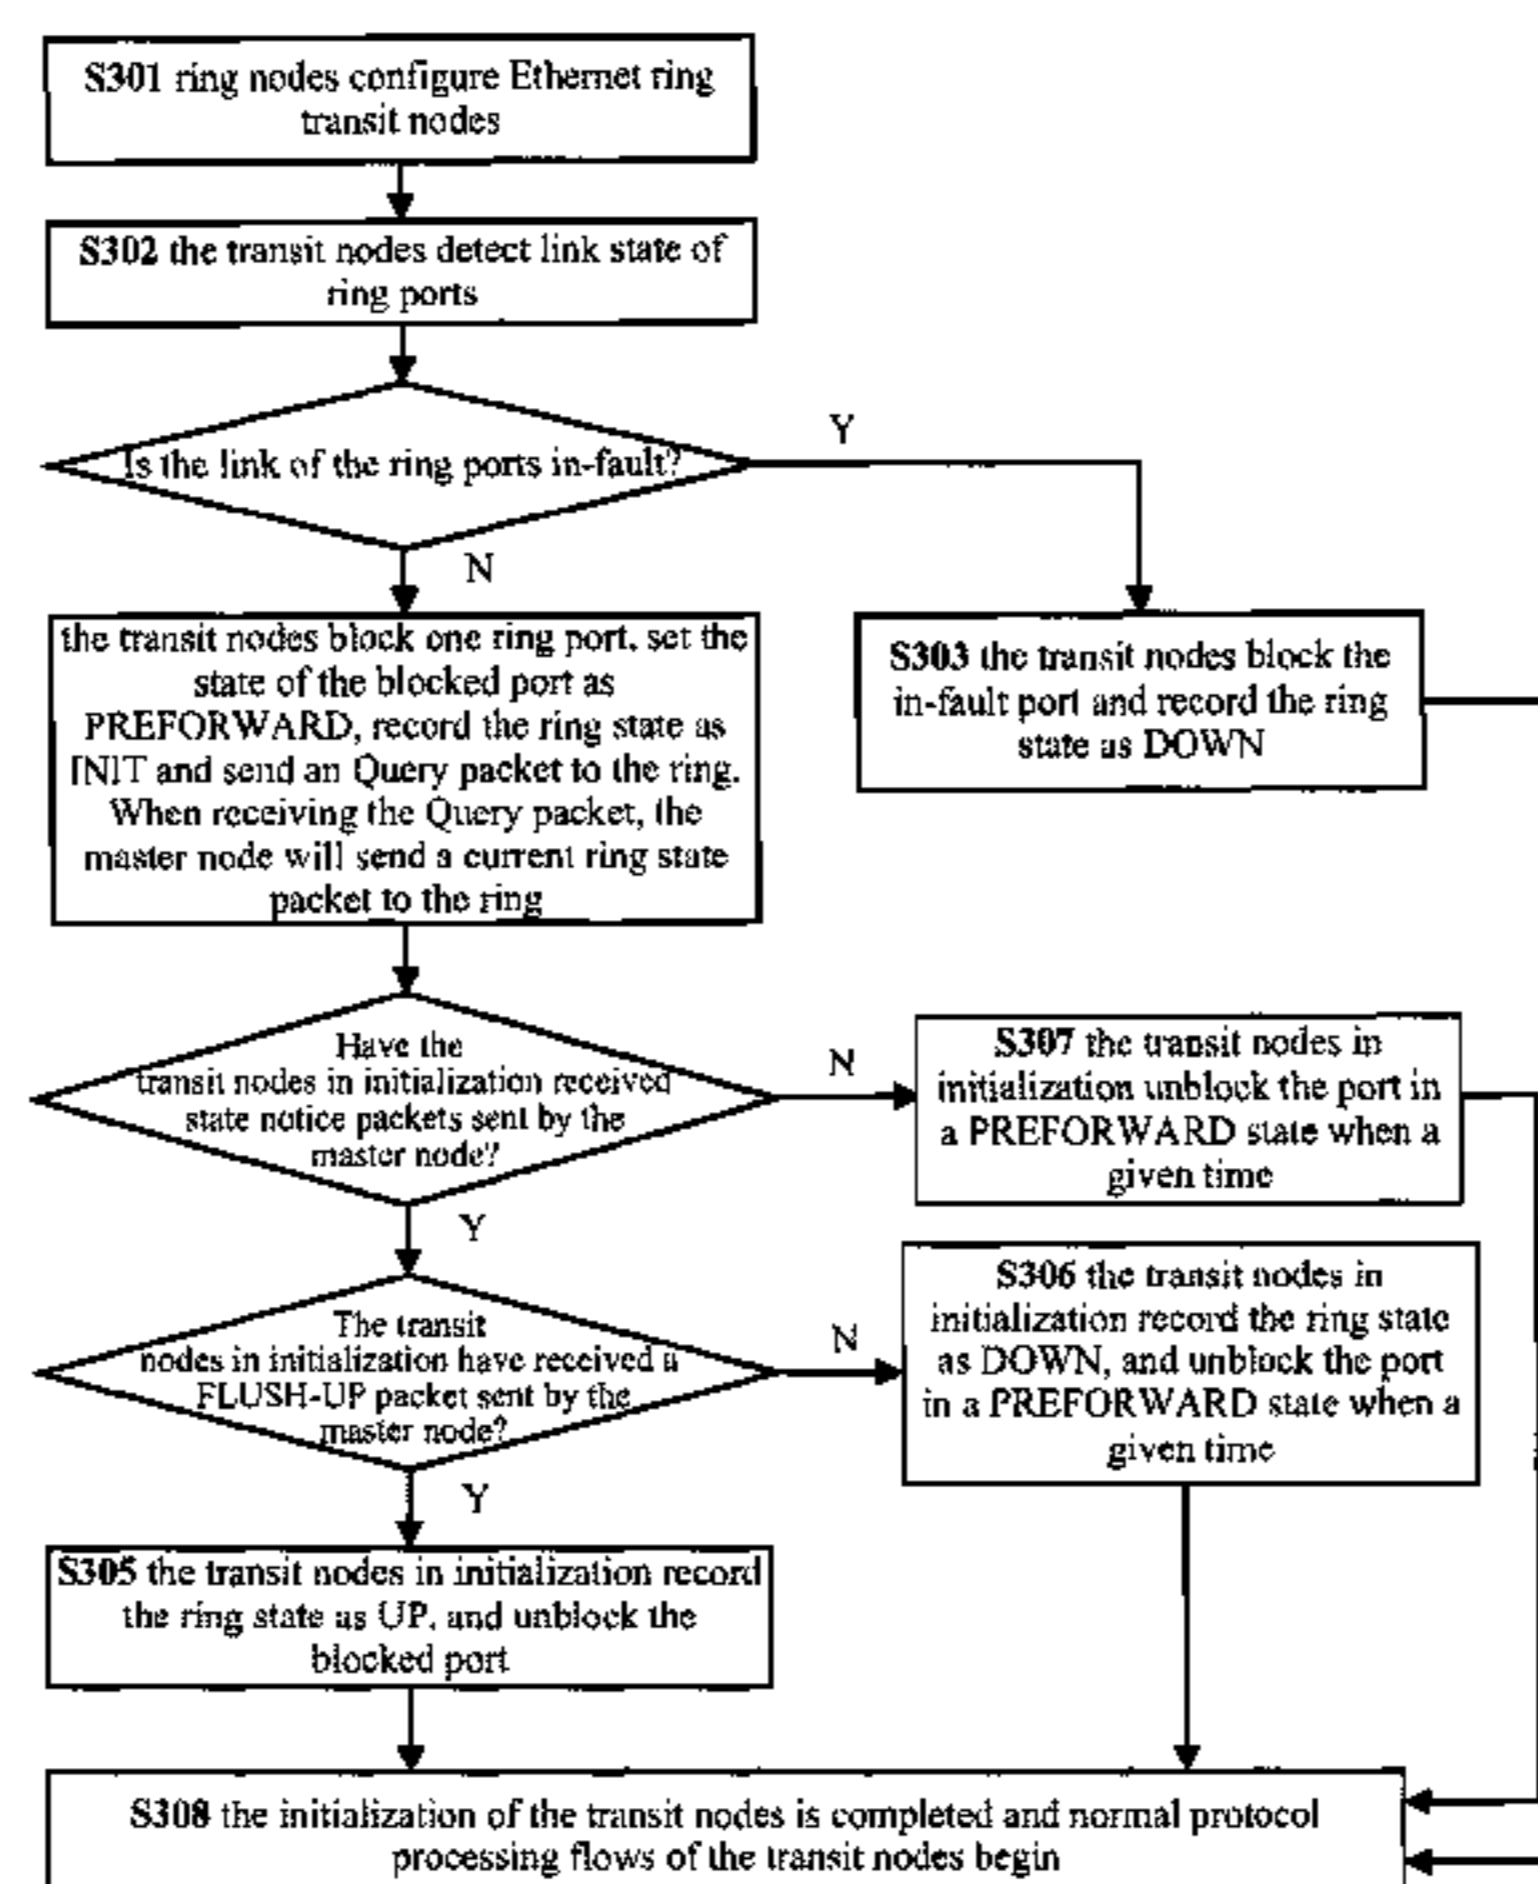 S301 ring nodes configure Ethernet ring
transit nodes
S302 the transit nodes detect link state of
ring ports
Is the link of the ring ports in-fault?
Y
N
the transit nodes block one ring port, set the
state of the blocked port as
PREFORWARD, record the ring state as
INIT and send an Query packet to the ring.
When receiving the Query packet, the
master node will send a current ring state
packet to the ring
S303 the transit nodes block the
in-fault port and record the ring
state as DOWN
Have the
transit nodes in initialization received
state notice packets sent by the
master node?
N
S307 the transit nodes in
initialization unblock the port in
a PREFORWARD state when a
given time
Y
The transit
nodes in initialization have received a
FLUSH-UP packet sent by the
master node?
N
S306 the transit nodes in
initialization record the ring state
as DOWN, and unblock the port
in a PREFORWARD state when a
given time
Y
S305 the transit nodes in initialization record
the ring state as UP, and unblock the
blocked port
S308 the initialization of the transit nodes is completed and normal protocol
processing flows of the transit nodes begin